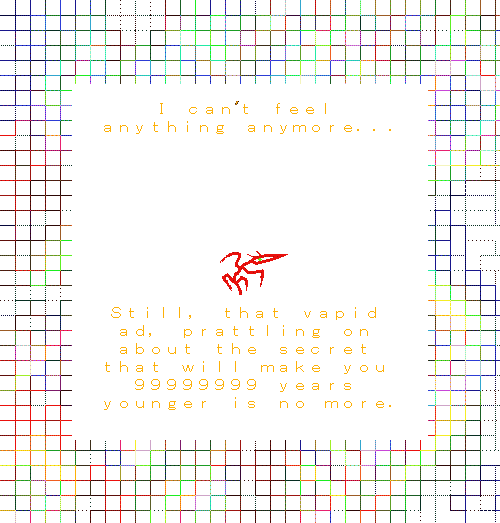 I can't feel
anything anymore...
Still, that vapid
ad, prattling on
about the secret
that will make you
99999999 years
younger is no more.